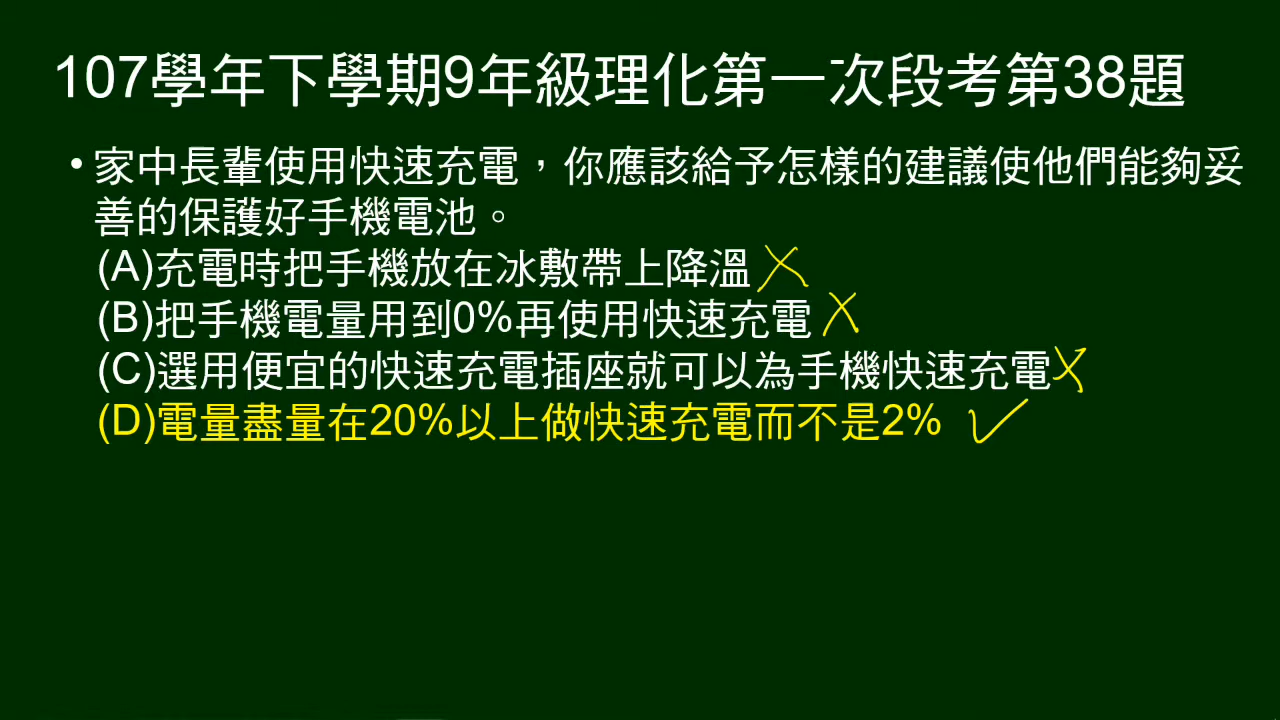 107學年下學期9年級理化第一次段考第38題
•家中長輩使用快速充電，你應該給予怎樣的建議使他們能夠妥
善的保護好手機電池。
(A)充電時把手機放在冰敷帶上降溫
(B)把手機電量用到0%再使用快速充電
(C)選用便宜的快速充電插座就可以為手機快速充電
(D)電量盡量在20%以上做快速充電而不是2%